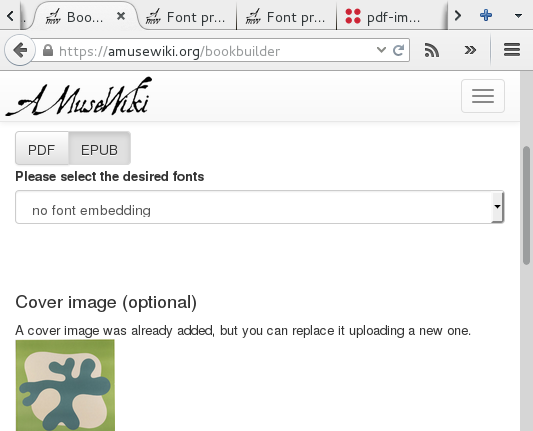 Boo...
Font pr...
Font pr...
pdf-im...
https://amusewiki.org/bookbuilder
AMuseWiki
PDF EPUB
Please select the desired fonts
no font embedding
Cover image (optional)
A cover image was already added, but you can replace it uploading a new one.